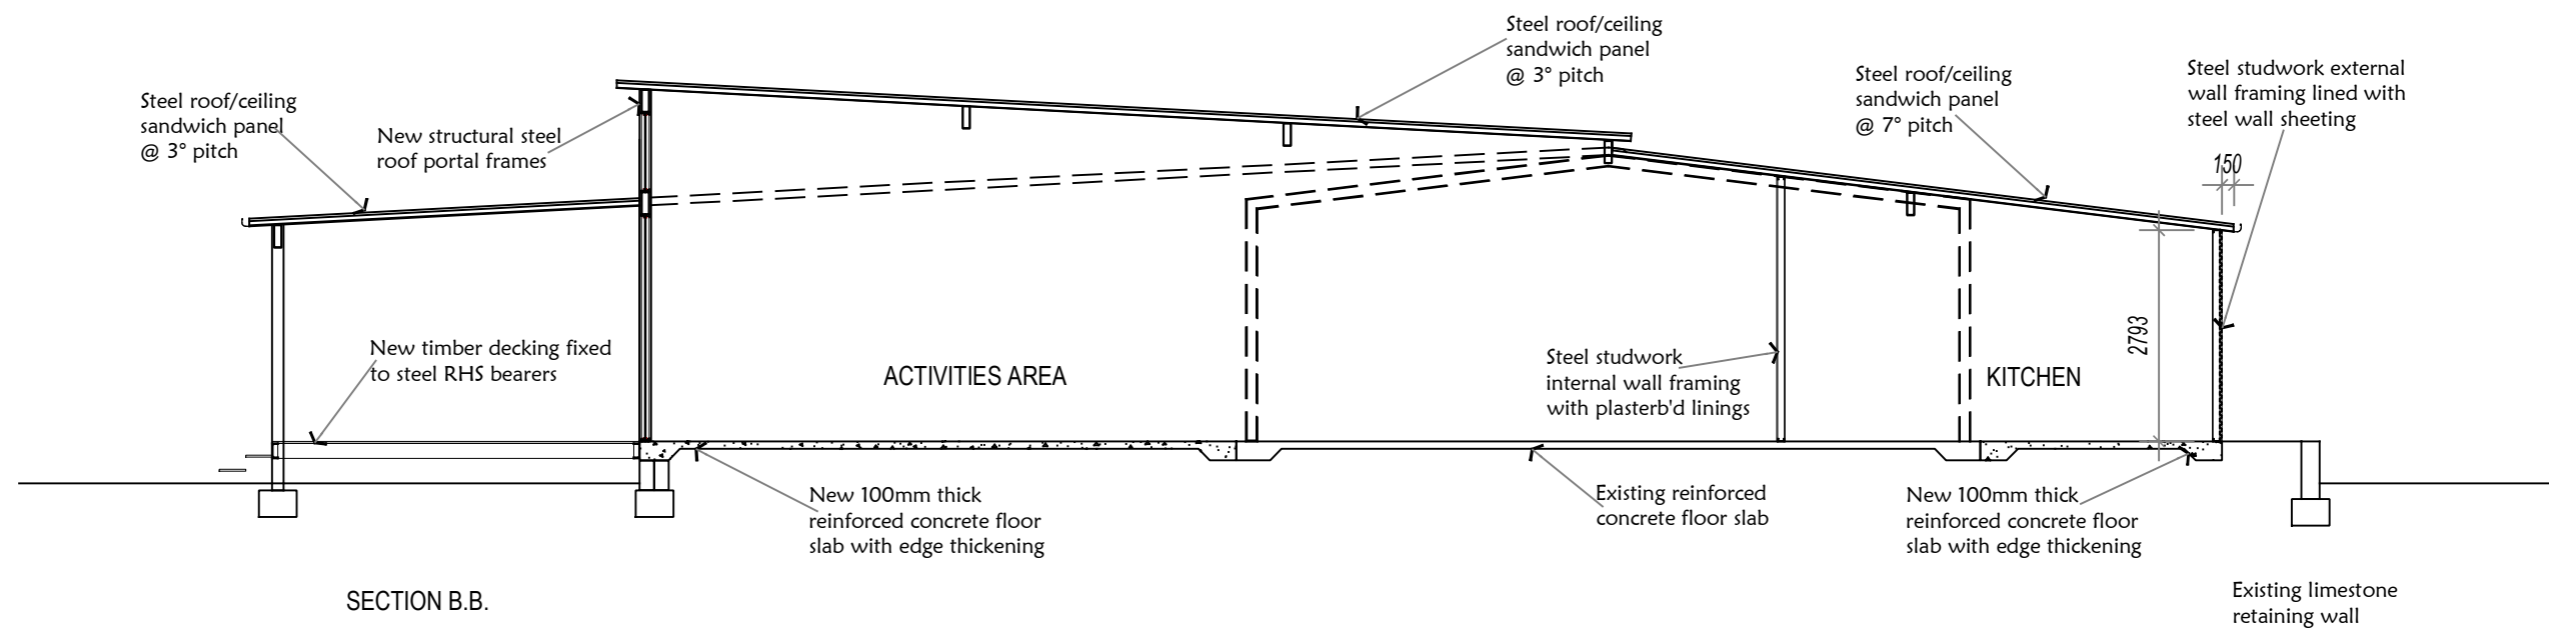 Steel roof/ceiling
sandwich panel
@ 3° pitch
New structural steel
roof portal frames
Steel roof/ceiling
sandwich panel
@ 3° pitch
Steel roof/ceiling
sandwich panel
@ 7° pitch
Steel studwork external
wall framing lined with
steel wall sheeting
150
2793
New timber decking fixed
to steel RHS bearers
ACTIVITIES AREA
Steel studwork
internal wall framing
with plasterb'd linings
KITCHEN
New 100mm thick
reinforced concrete floor
slab with edge thickening
Existing reinforced
concrete floor slab
New 100mm thick
reinforced concrete floor
slab with edge thickening
Existing limestone
retaining wall
SECTION B.B.